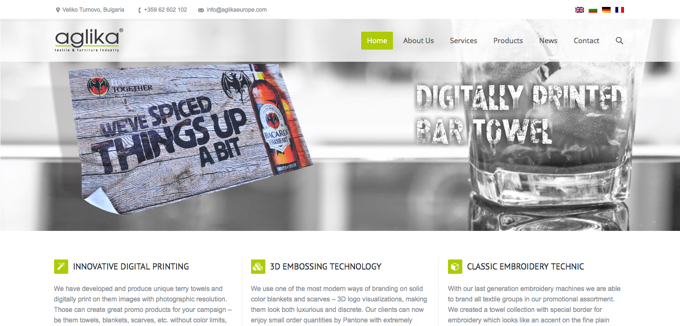 Veliko Turnovo, Bulgaria +359 62 602 102 info@aglikaeurope.com
aglika®
textile & furniture industry
Home About Us Services Products News Contact
TOGETHER
WE'VE SPICED
THINGS UP
A BIT
BACARDI
DIGITALLY PRINTED
BAR TOWEL
INNOVATIVE DIGITAL PRINTING
We have developed and produce unique terry towels and
digitally print on them images with photographic resolution.
Those can create great promo products for your campaign –
be them towels, blankets, scarves, etc. without color limits,
3D EMBOSSING TECHNOLOGY
We use one of the most modern ways of branding on solid
color blankets and scarves – 3D logo visualizations, making
them look both luxurious and discrete. Our clients can now
enjoy small order quantities by Pantone with extremely
CLASSIC EMBROIDERY TECHNIC
With our last generation embroidery machines we are able
to brand all textile groups in our promotional assortment.
We created a towel collection with special border for
embroidery which looks like an accent on the fine plain